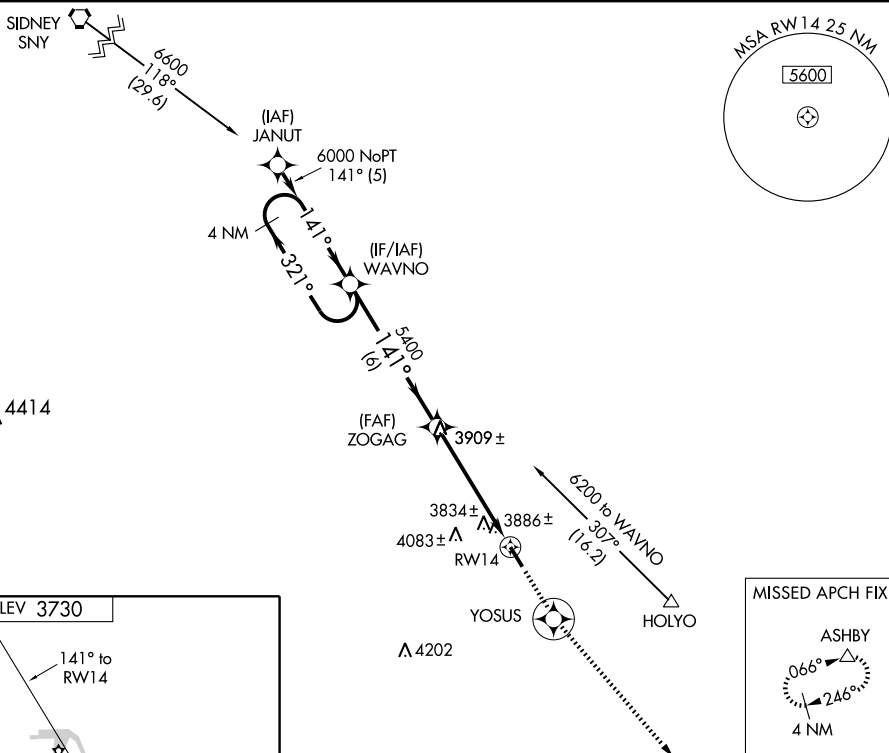 SIDNEY
SNY
6600
118°
(29.6)
MSA RW14 25 NM
5600
(IAF)
JANUT
6000 NoPT
141° (5)
4 NM
141°
321°
(IF/IAF)
WAVNO
5400
141°
(6)
4414
(FAF)
ZOGAG
3909 ±
3834 ±
3886 ±
4083 ±
RW14
6200 to WAVNO
307°
(16.2)
HOLYO
YOSUS
4202
LEV 3730
141° to
RW14
MISSED APCH FIX
ASHBY
066°
246°
4 NM